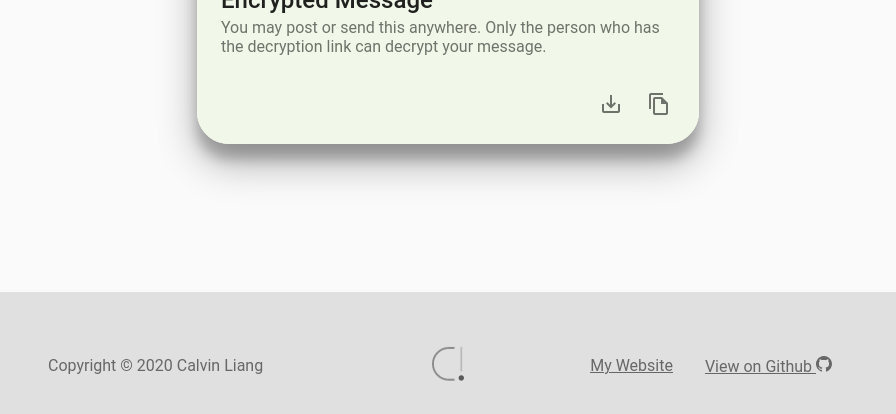 Encrypted Message
You may post or send this anywhere. Only the person who has
the decryption link can decrypt your message.
Copyright © 2020 Calvin Liang
My Website
View on Github